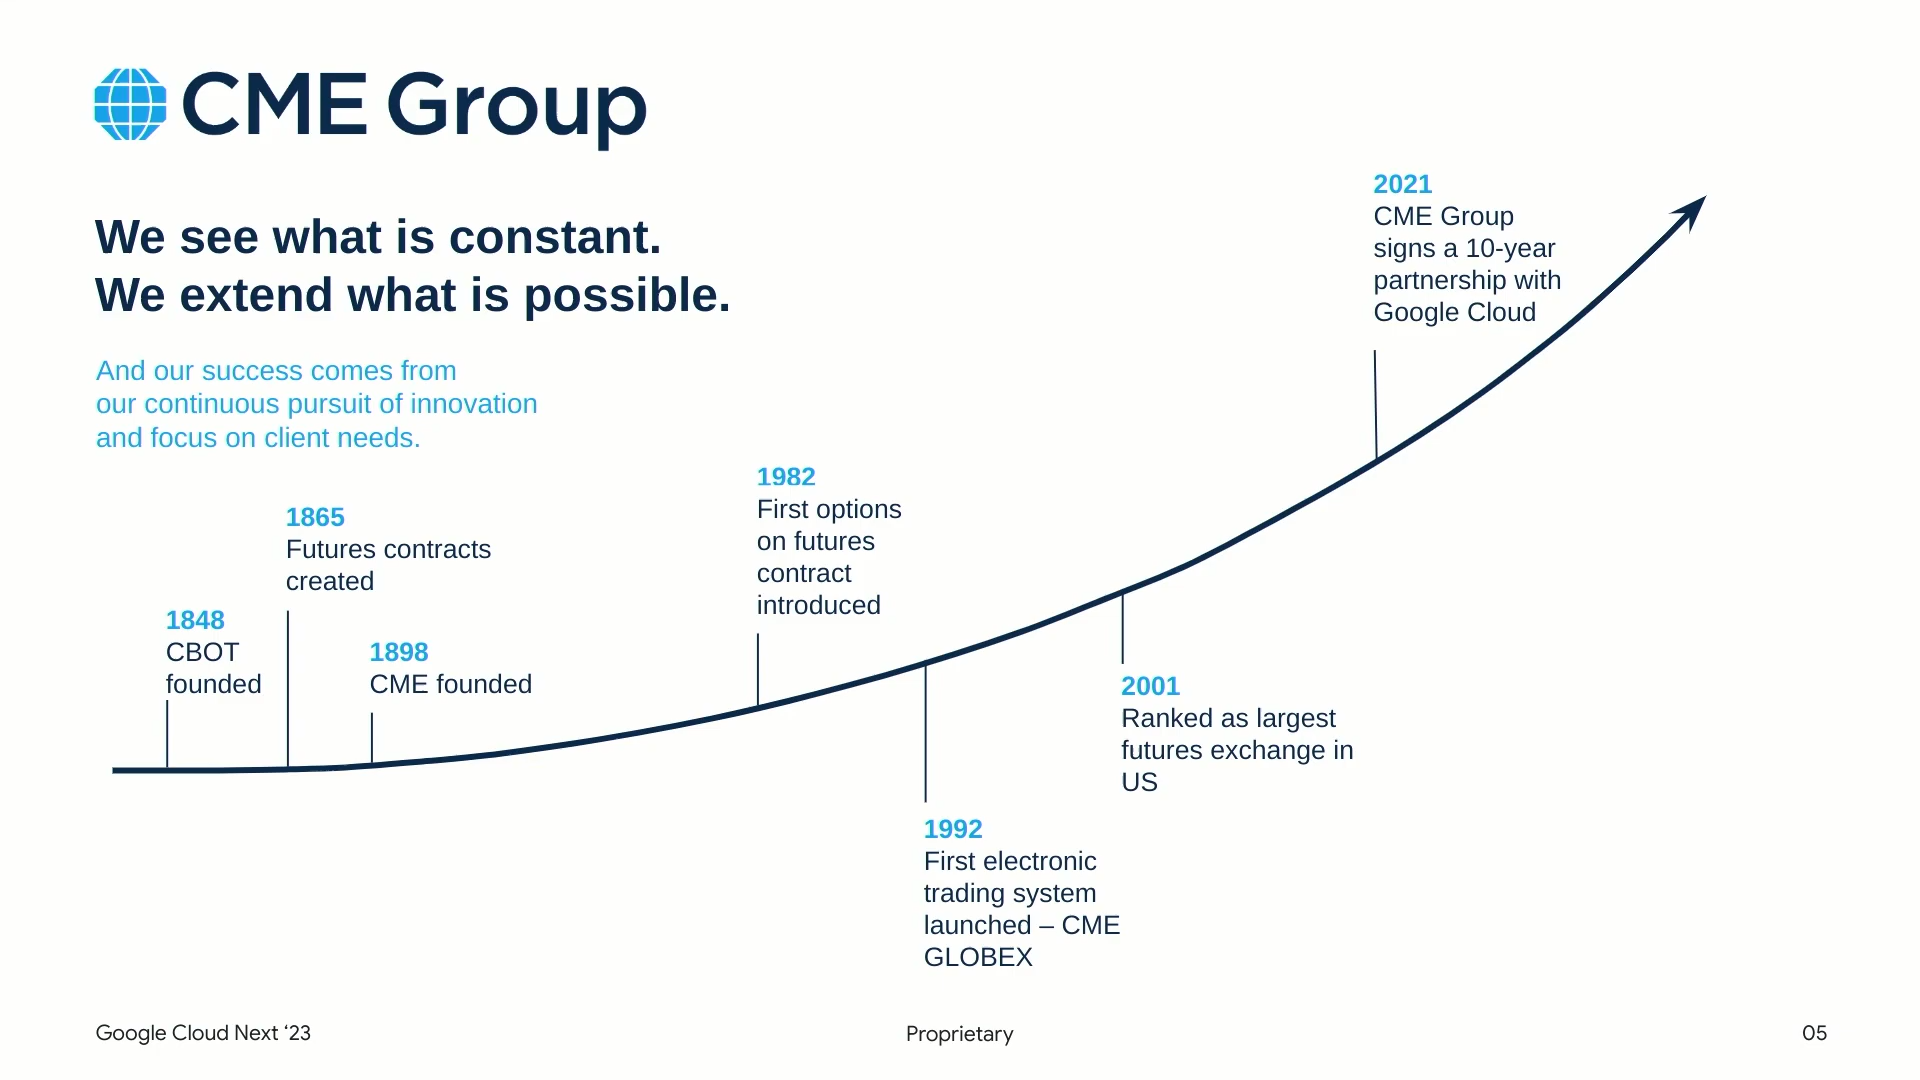 CME Group
We see what is constant.
We extend what is possible.
And our success comes from
our continuous pursuit of innovation
and focus on client needs.
1848
CBOT
founded
1865
Futures contracts
created
1898
CME founded
1982
First options
on futures
contract
introduced
1992
First electronic
trading system
launched – CME
GLOBEX
2001
Ranked as largest
futures exchange in
US
2021
CME Group
signs a 10-year
partnership with
Google Cloud
Google Cloud Next ‘23
Proprietary
05